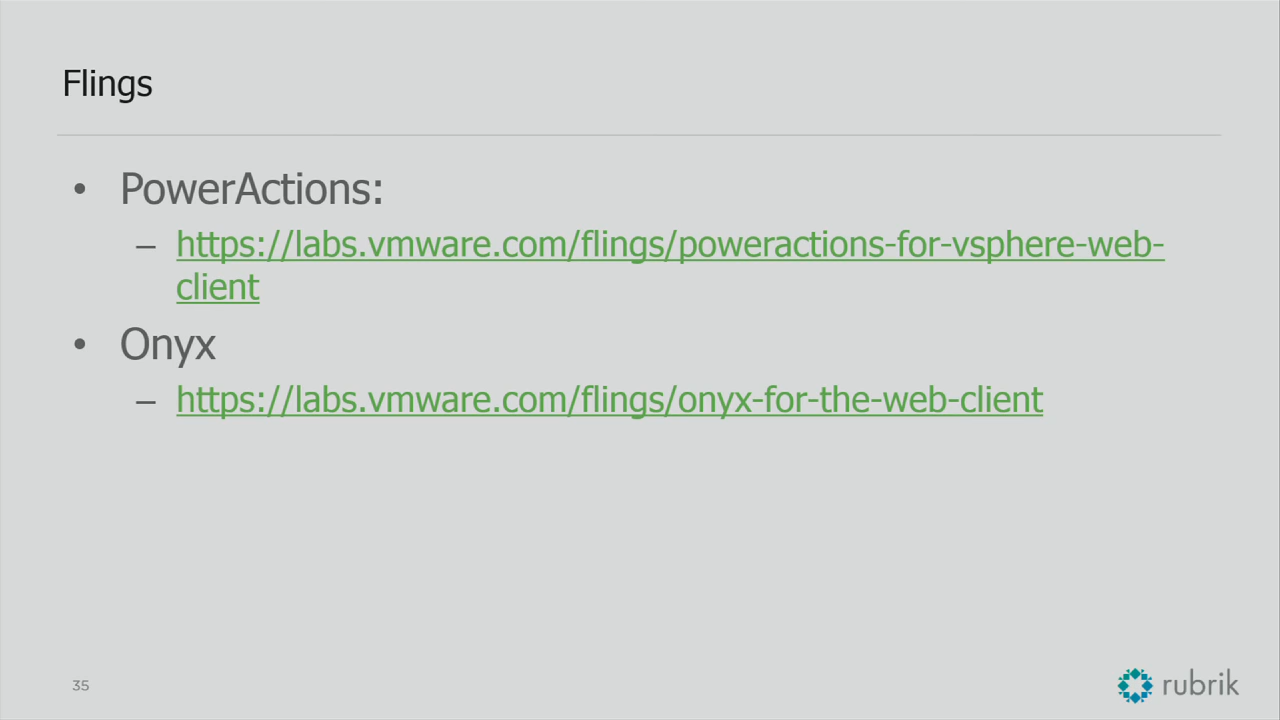 Flings
• PowerActions:
– https://labs.vmware.com/flings/poweractions-for-vsphere-web-
client
• Onyx
– https://labs.vmware.com/flings/onyx-for-the-web-client
35
rubrik